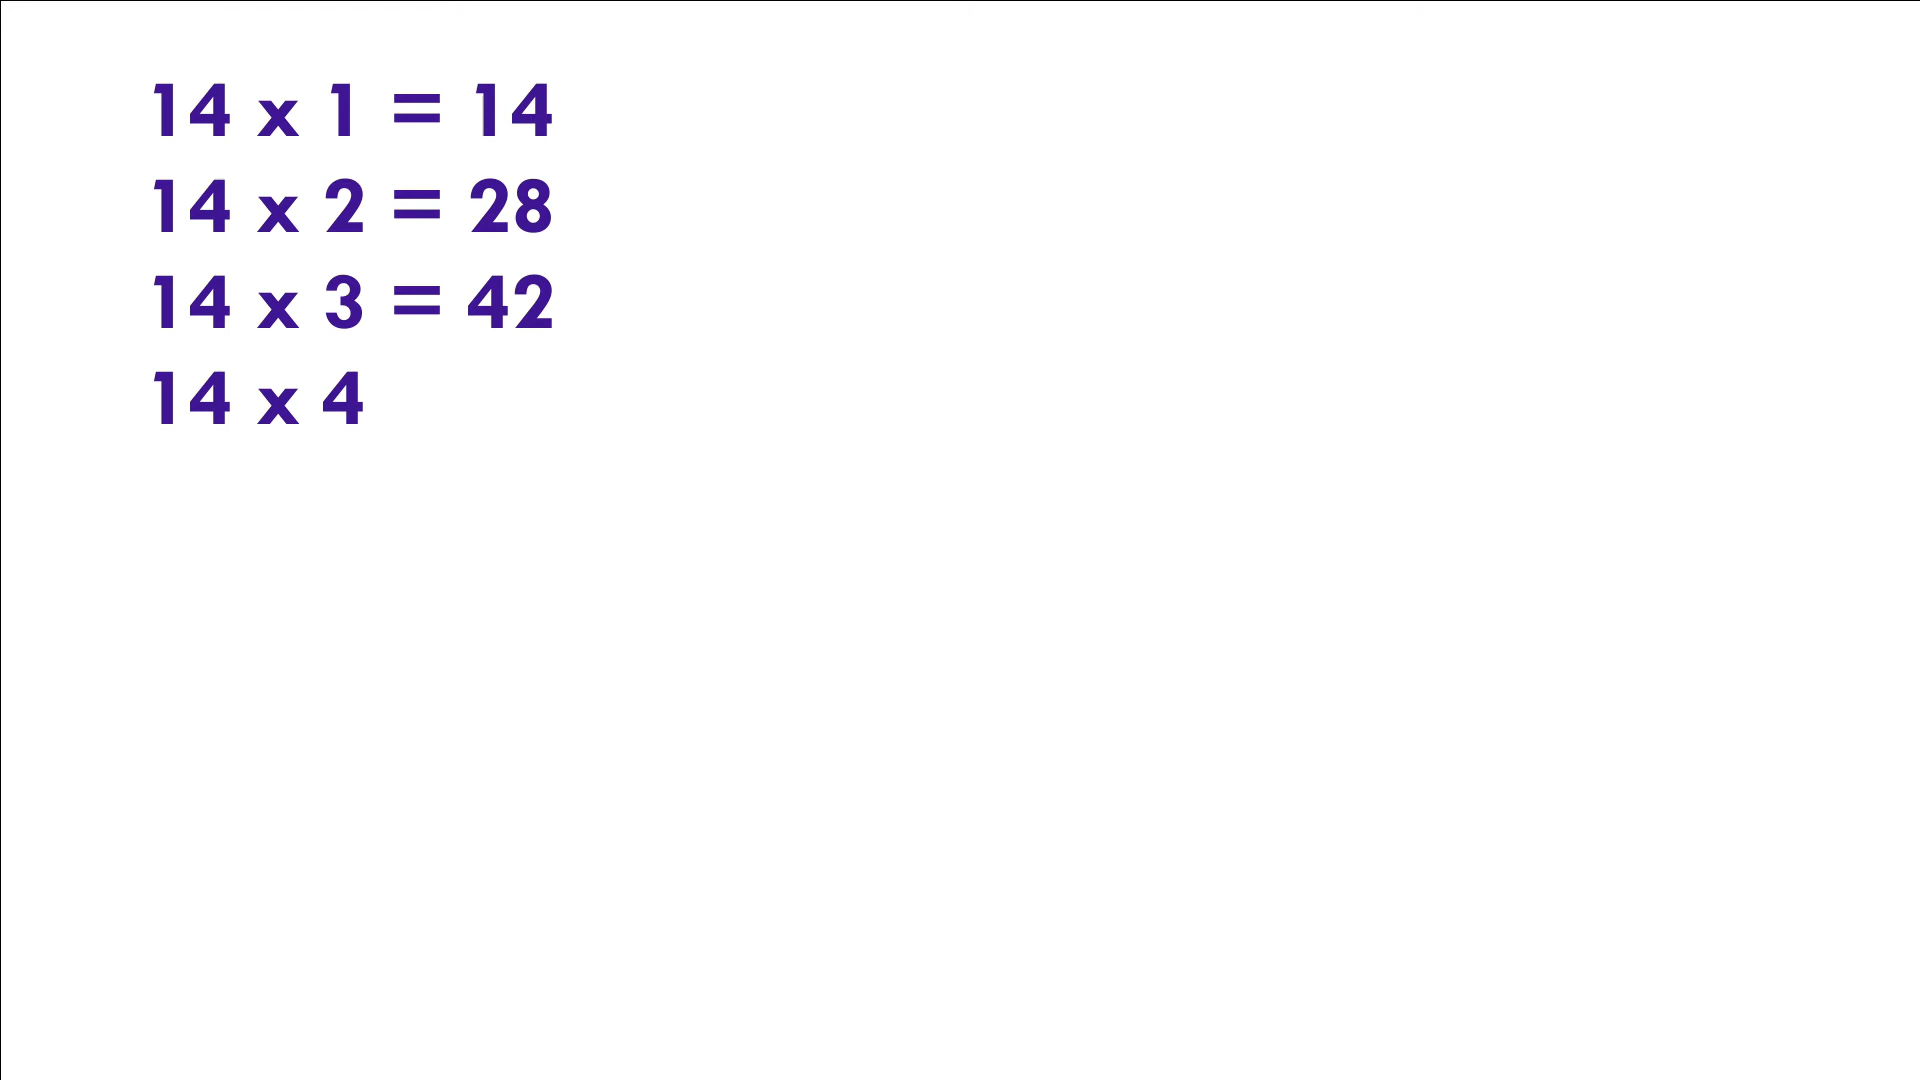 14 x 1 = 14
14 x 2 = 28
14 x 3 = 42
14 x 4